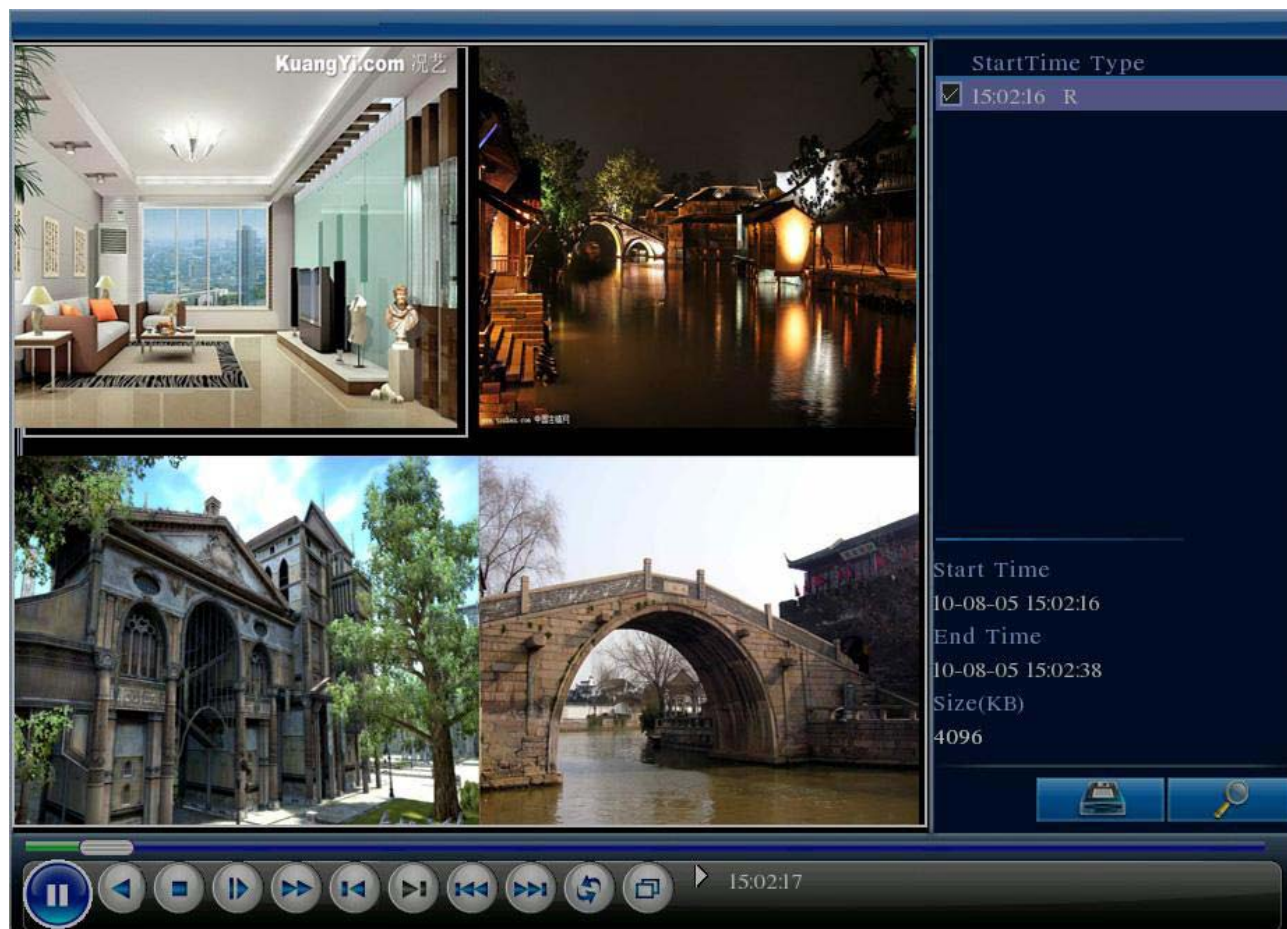 KuangYi.com 况艺
StartTime Type
15:02:16 R
Start Time
10-08-05 15:02:16
End Time
10-08-05 15:02:38
Size(KB)
4096
15:02:17